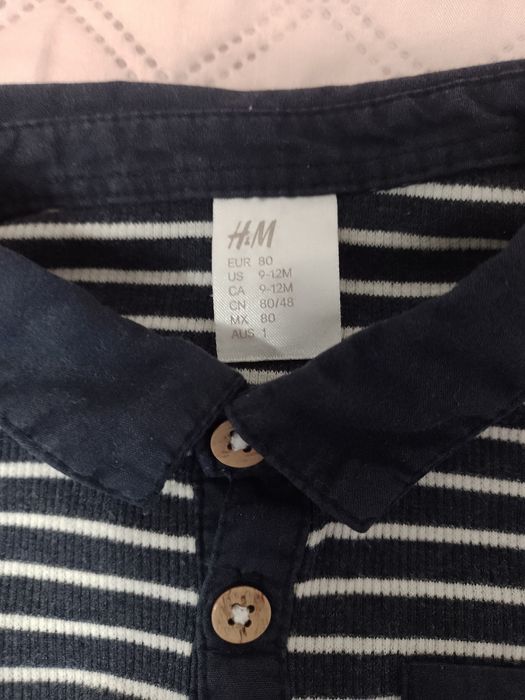 H&M
EUR 80
US 9-12M
CA 9-12M
CN 80/48
MX 80
AUS 1